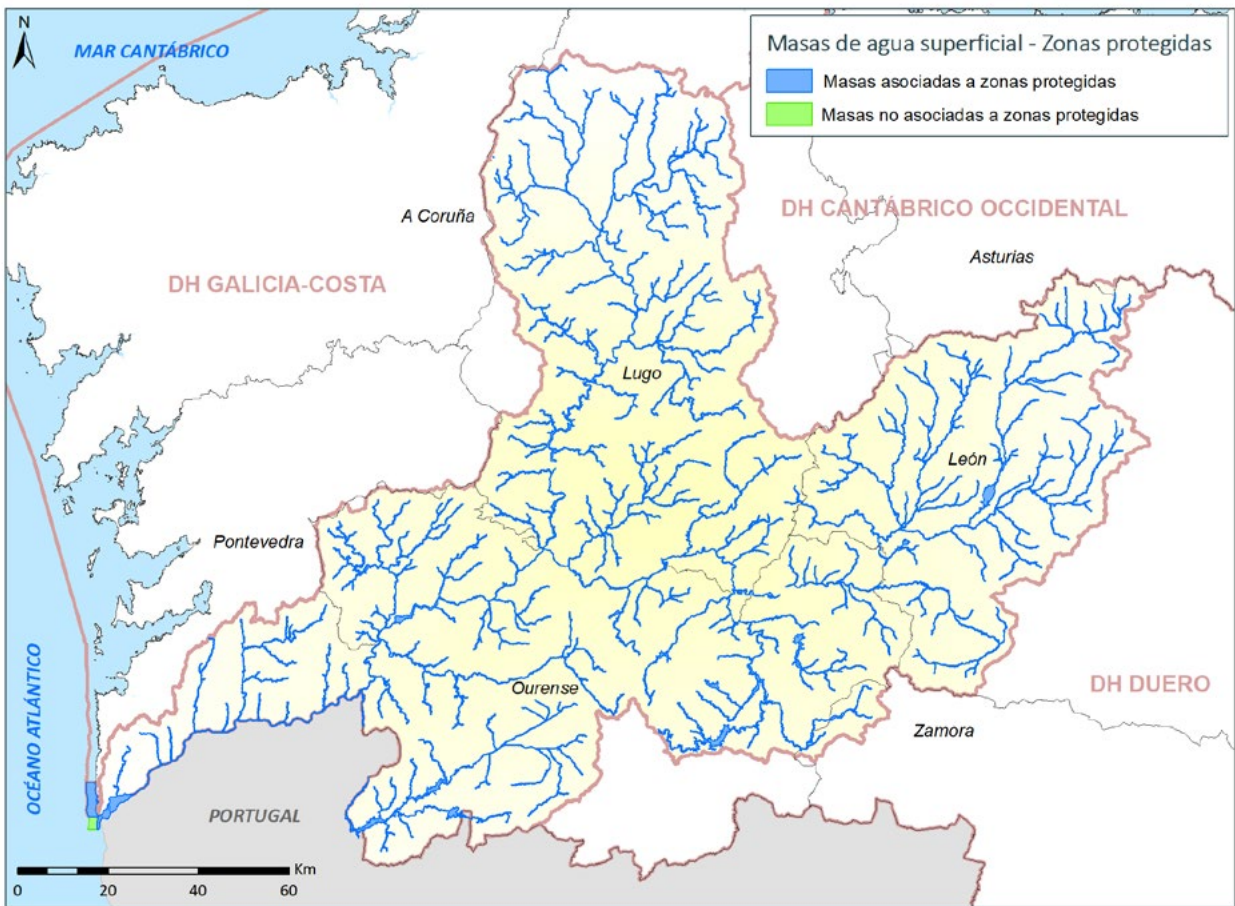 N
MAR CANTÁBRICO
Masas de agua superficial - Zonas protegidas
Masas asociadas a zonas protegidas
Masas no asociadas a zonas protegidas
A Coruña
DH CANTÁBRICO OCCIDENTAL
Asturias
DH GALICIA-COSTA
Lugo
León
Pontevedra
Ourense
DH DUERO
Zamora
OCÉANO ATLÁNTICO
PORTUGAL
Km
0 20 40 60